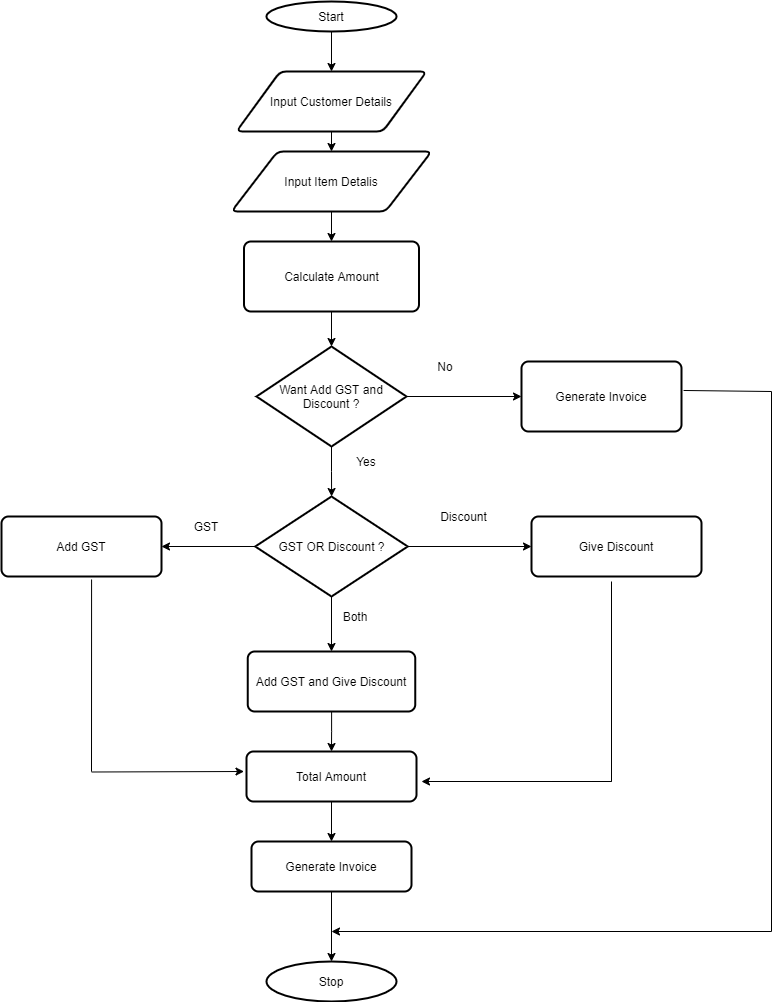 Start
Input Customer Details
Input Item Detalis
Calculate Amount
Want Add GST and
Discount ?
No
Generate Invoice
Yes
GST
GST OR Discount ?
Discount
Add GST
Give Discount
Both
Add GST and Give Discount
Total Amount
Generate Invoice
Stop